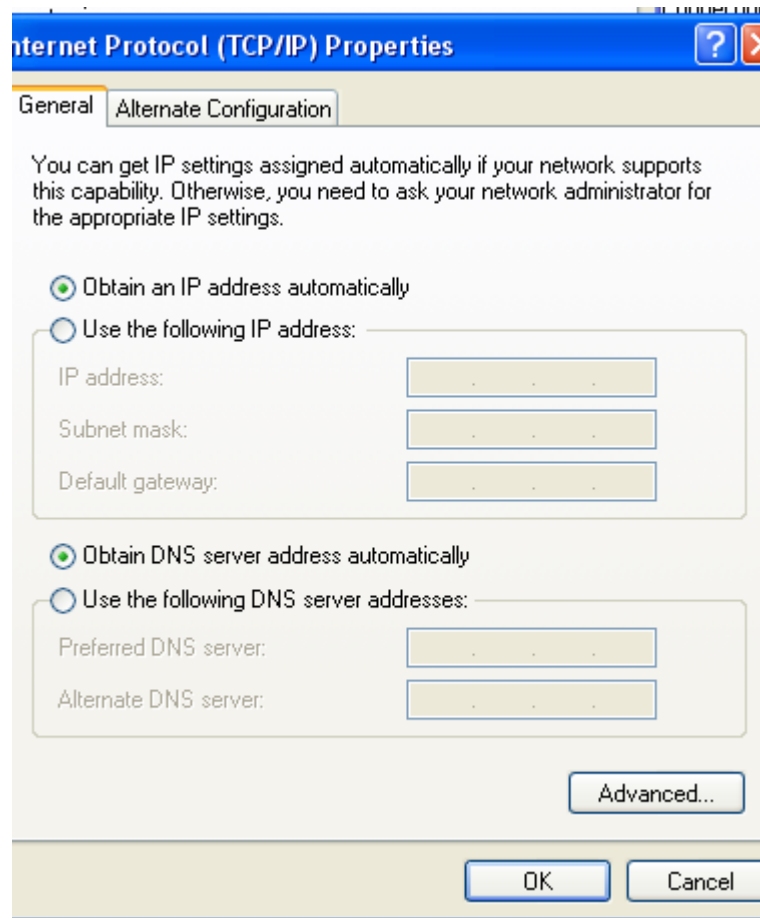 nternet Protocol (TCP/IP) Properties
General
Alternate Configuration
You can get IP settings assigned automatically if your network supports
this capability. Otherwise, you need to ask your network administrator for
the appropriate IP settings.
Obtain an IP address automatically
Use the following IP address:
IP address:
Subnet mask:
Default gateway:
Obtain DNS server address automatically
Use the following DNS server addresses:
Preferred DNS server:
Alternate DNS server:
Advanced...
OK
Cancel